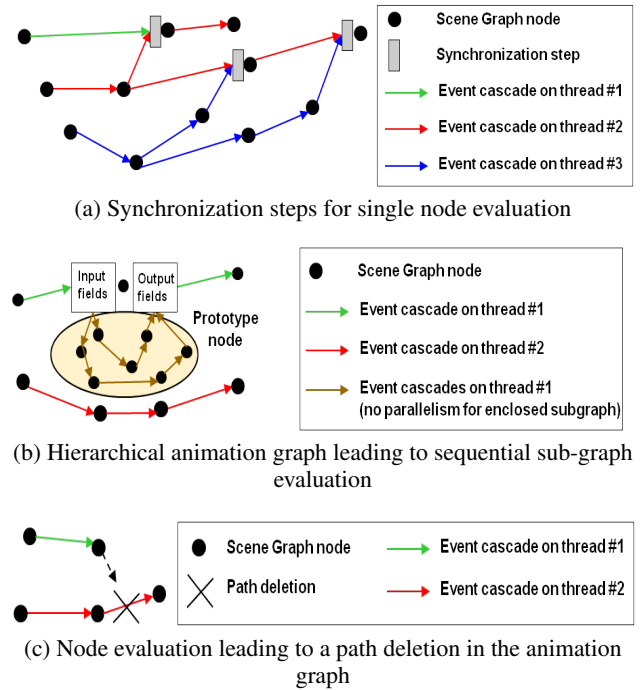 Scene Graph node
Synchronization step
Event cascade on thread #1
Event cascade on thread #2
Event cascade on thread #3
(a) Synchronization steps for single node evaluation
Input
fields
Output
fields
Prototype
node
Scene Graph node
Event cascade on thread #1
Event cascade on thread #2
Event cascades on thread #1
(no parallelism for enclosed subgraph)
(b) Hierarchical animation graph leading to sequential sub-graph
evaluation
Scene Graph node
Path deletion
Event cascade on thread #1
Event cascade on thread #2
(c) Node evaluation leading to a path deletion in the animation
graph